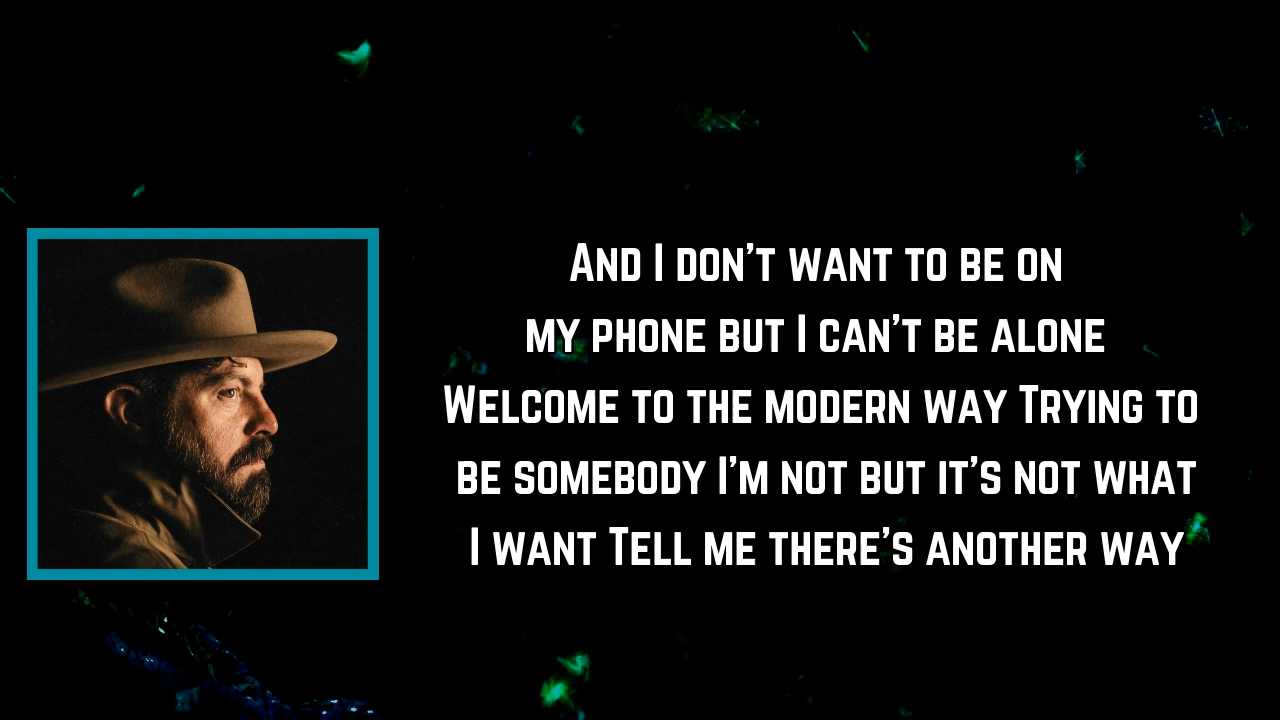 And I don't want to be on
my phone but I can't be alone
Welcome to the modern way Trying to
be somebody I'm not but it's not what
I want Tell me there's another way